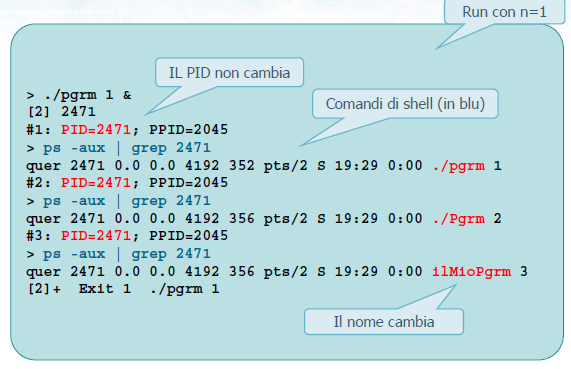 Run con n=1
IL PID non cambia
> ./pgrm 1 &
[2] 2471
Comandi di shell (in blu)
#1: PID=2471; PPID=2045
> ps -aux | grep 2471
quer 2471 0.0 0.0 4192 352 pts/2 S 19:29 0:00 ./pgrm 1
#2: PID=2471; PPID=2045
> ps -aux | grep 2471
quer 2471 0.0 0.0 4192 356 pts/2 S 19:29 0:00 ./Pgrm 2
#3: PID=2471; PPID=2045
> ps -aux | grep 2471
quer 2471 0.0 0.0 4192 356 pts/2 S 19:29 0:00 ilMioPgrm 3
[2]+ Exit 1 ./pgrm 1
Il nome cambia